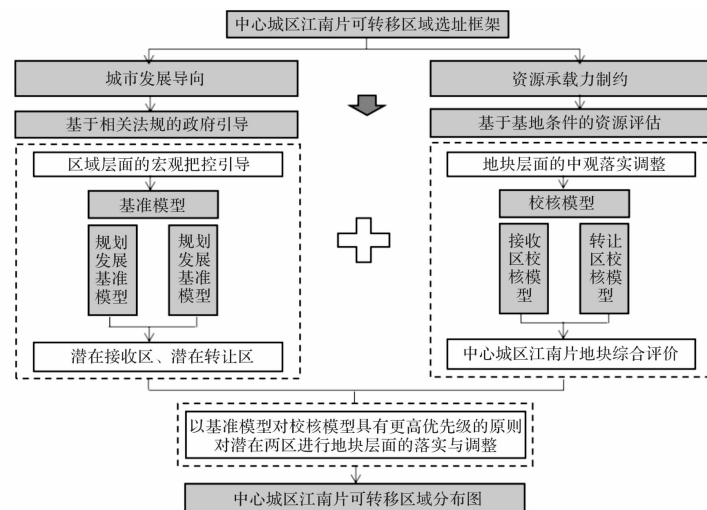 中心城区江南片可转移区域选址框架
城市发展导向
资源承载力制约
基于相关法规的政府引导
基于基地条件的资源评估
区域层面的宏观把控引导
地块层面的中观落实调整
基准模型
校核模型
规划
发展
基准
模型
规划
发展
基准
模型
接收
区校
核模
型
转让
区校
核模
型
潜在接收区、潜在转让区
中心城区江南片地块综合评价
以基准模型对校核模型具有更高优先级的原则
对潜在两区进行地块层面的落实与调整
中心城区江南片可转移区域分布图